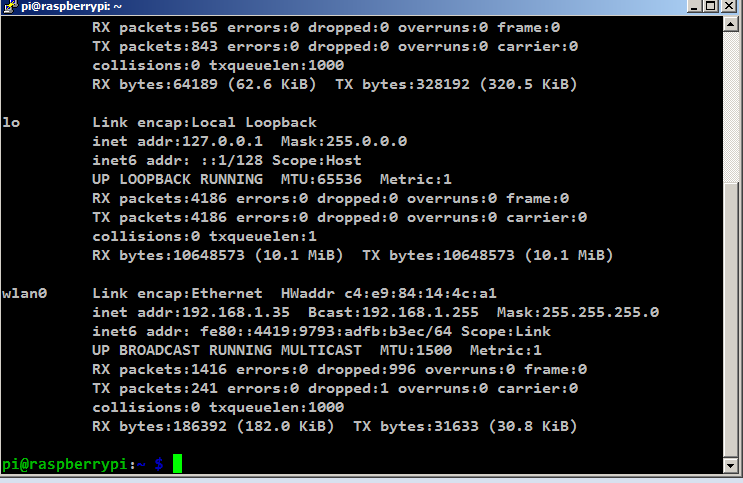 pi@raspberrypi: ~
RX packets:565 errors:0 dropped:0 overruns:0 frame:0
TX packets:843 errors:0 dropped:0 overruns:0 carrier:0
collisions:0 txqueuelen:1000
RX bytes:64189 (62.6 KiB)  TX bytes:328192 (320.5 KiB)
lo        Link encap:Local Loopback
inet addr:127.0.0.1  Mask:255.0.0.0
inet6 addr: ::1/128 Scope:Host
UP LOOPBACK RUNNING  MTU:65536  Metric:1
RX packets:4186 errors:0 dropped:0 overruns:0 frame:0
TX packets:4186 errors:0 dropped:0 overruns:0 carrier:0
collisions:0 txqueuelen:1
RX bytes:10648573 (10.1 MiB)  TX bytes:10648573 (10.1 MiB)
wlan0     Link encap:Ethernet  HWaddr c4:e9:84:14:4c:a1
inet addr:192.168.1.35  Bcast:192.168.1.255  Mask:255.255.255.0
inet6 addr: fe80::4419:9793:adfb:b3ec/64 Scope:Link
UP BROADCAST RUNNING MULTICAST  MTU:1500  Metric:1
RX packets:1416 errors:0 dropped:996 overruns:0 frame:0
TX packets:241 errors:0 dropped:1 overruns:0 carrier:0
collisions:0 txqueuelen:1000
RX bytes:186392 (182.0 KiB)  TX bytes:31633 (30.8 KiB)
pi@raspberrypi:~ $